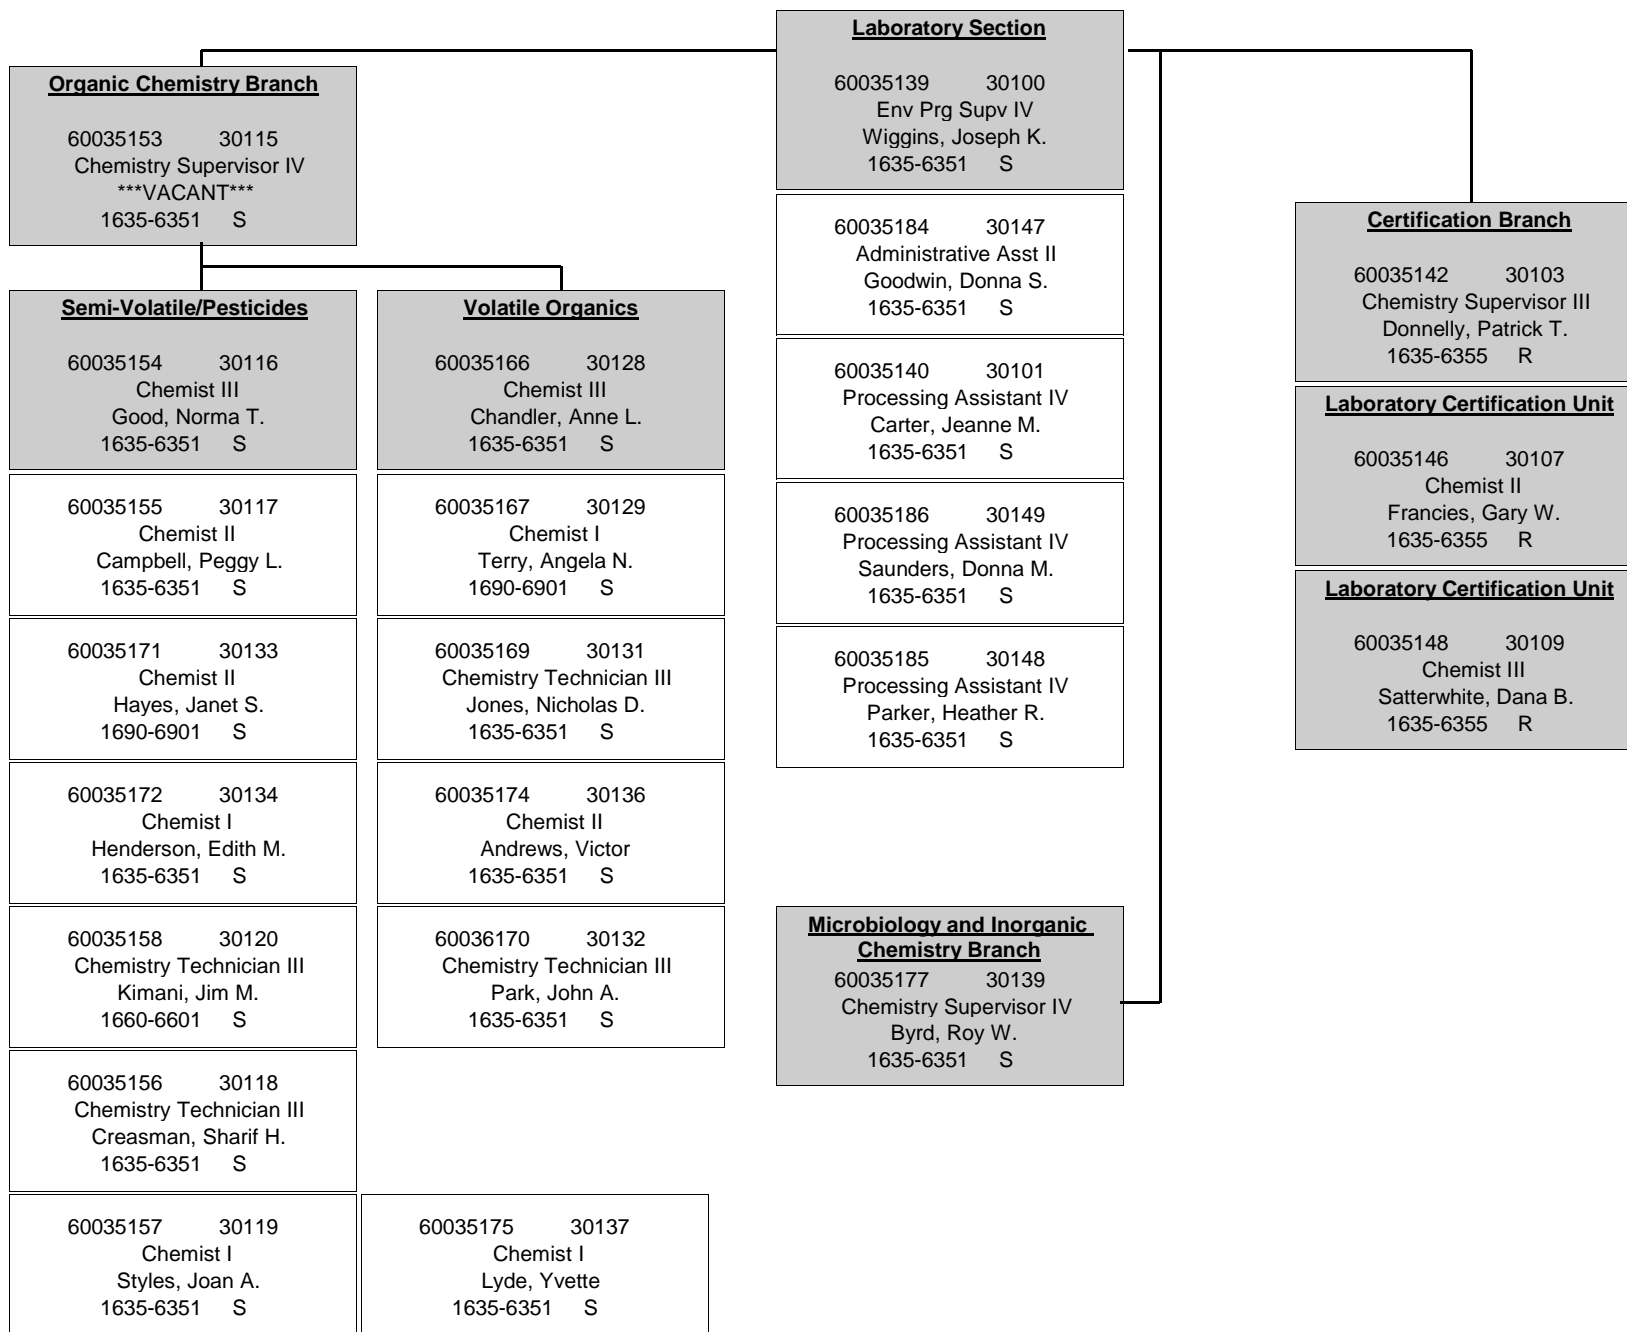 Laboratory Section
60035139 30100
Env Prg Supv IV
Wiggins, Joseph K.
1635-6351 S
Organic Chemistry Branch
60035153 30115
Chemistry Supervisor IV
***VACANT***
1635-6351 S
Semi-Volatile/Pesticides
60035154 30116
Chemist III
Good, Norma T.
1635-6351 S
60035155 30117
Chemist II
Campbell, Peggy L.
1635-6351 S
60035171 30133
Chemist II
Hayes, Janet S.
1690-6901 S
60035172 30134
Chemist I
Henderson, Edith M.
1635-6351 S
60035158 30120
Chemistry Technician III
Kimani, Jim M.
1660-6601 S
60035156 30118
Chemistry Technician III
Creasman, Sharif H.
1635-6351 S
60035157 30119
Chemist I
Styles, Joan A.
1635-6351 S
Volatile Organics
60035166 30128
Chemist III
Chandler, Anne L.
1635-6351 S
60035167 30129
Chemist I
Terry, Angela N.
1690-6901 S
60035169 30131
Chemistry Technician III
Jones, Nicholas D.
1635-6351 S
60035174 30136
Chemist II
Andrews, Victor
1635-6351 S
60036170 30132
Chemistry Technician III
Park, John A.
1635-6351 S
60035175 30137
Chemist I
Lyde, Yvette
1635-6351 S
60035184 30147
Administrative Asst II
Goodwin, Donna S.
1635-6351 S
60035140 30101
Processing Assistant IV
Carter, Jeanne M.
1635-6351 S
60035186 30149
Processing Assistant IV
Saunders, Donna M.
1635-6351 S
60035185 30148
Processing Assistant IV
Parker, Heather R.
1635-6351 S
Microbiology and Inorganic
Chemistry Branch
60035177 30139
Chemistry Supervisor IV
Byrd, Roy W.
1635-6351 S
Certification Branch
60035142 30103
Chemistry Supervisor III
Donnelly, Patrick T.
1635-6355 R
Laboratory Certification Unit
60035146 30107
Chemist II
Francies, Gary W.
1635-6355 R
Laboratory Certification Unit
60035148 30109
Chemist III
Satterwhite, Dana B.
1635-6355 R